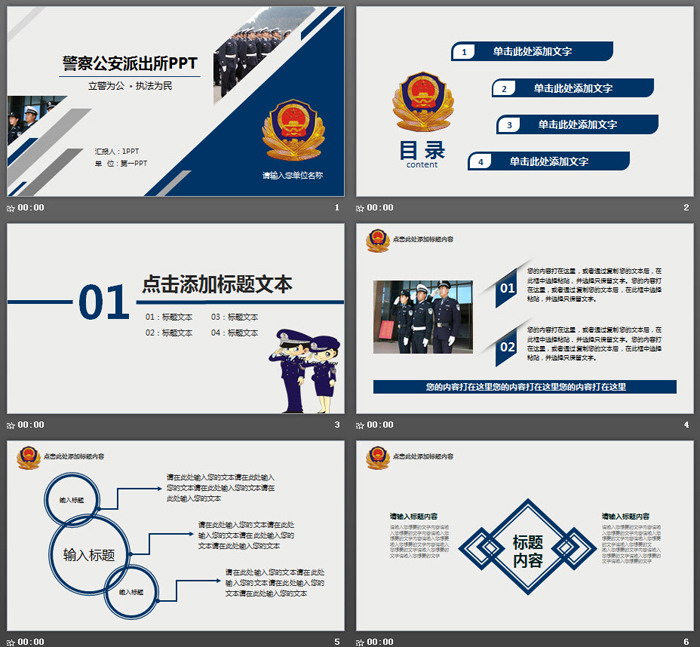 警察公安派出所PPT
立警为公 • 执法为民
汇报人：1PPT
单 位：第一PPT
请输入您单位名称
00:00
1
1
单击此处添加文字
2
单击此处添加文字
3
单击此处添加文字
4
单击此处添加文字
目录
content
00:00
2
01
点击添加标题文本
01：标题文本
03：标题文本
02：标题文本
04：标题文本
00:00
3
点击此处添加标题内容
01
您的内容打在这里，或者通过复制您的文本后，在
此框中选择粘贴，并选择只保留文字。您的内容打
在这里，或者通过复制您的文本后，在此框中选择
粘贴，并选择只保留文字。
02
您的内容打在这里，或者通过复制您的文本后，在
此框中选择粘贴，并选择只保留文字。您的内容打
在这里，或者通过复制您的文本后，在此框中选择
粘贴，并选择只保留文字。
您的内容打在这里您的内容打在这里您的内容打在这里
00:00
4
点击此处添加标题内容
输入标题
输入标题
输入标题
请在此处输入您的文本请在此处输入
您的文本请在此处输入您的文本请在
此处输入您的文本
请在此处输入您的文本请在此处
输入您的文本请在此处输入您的
文本请在此处输入您的文本
请在此处输入您的文本请在此处
输入您的文本请在此处输入您的
文本请在此处输入您的文本
00:00
5
点击此处添加标题内容
请输入标题内容
标题
内容
请输入标题内容
00:00
6